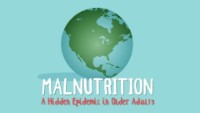 MALNUTRITION
A Hidden Epidemic in Older Adults